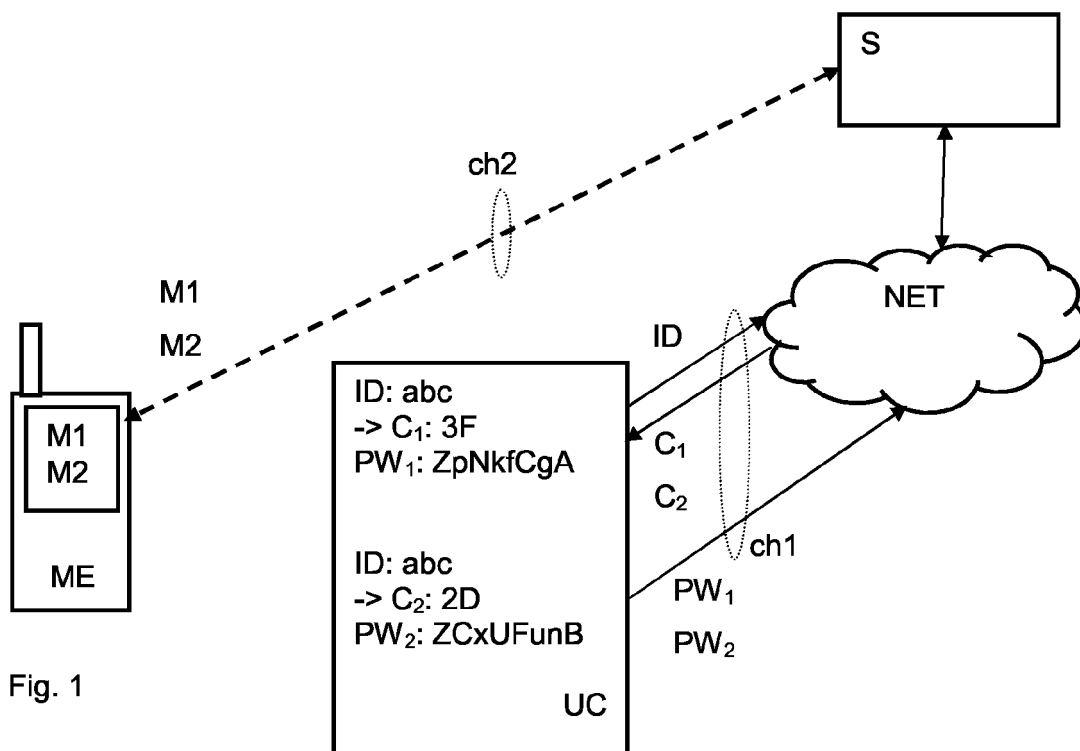 S
ch2
M1
M2
NET
ID
ID: abc
-> C₁: 3F
PW₁: ZpNkfCgA
M1
M2
C₁
C₂
ch1
ME
ID: abc
-> C₂: 2D
PW₂: ZCxUFunB
PW₁
PW₂
Fig. 1
UC